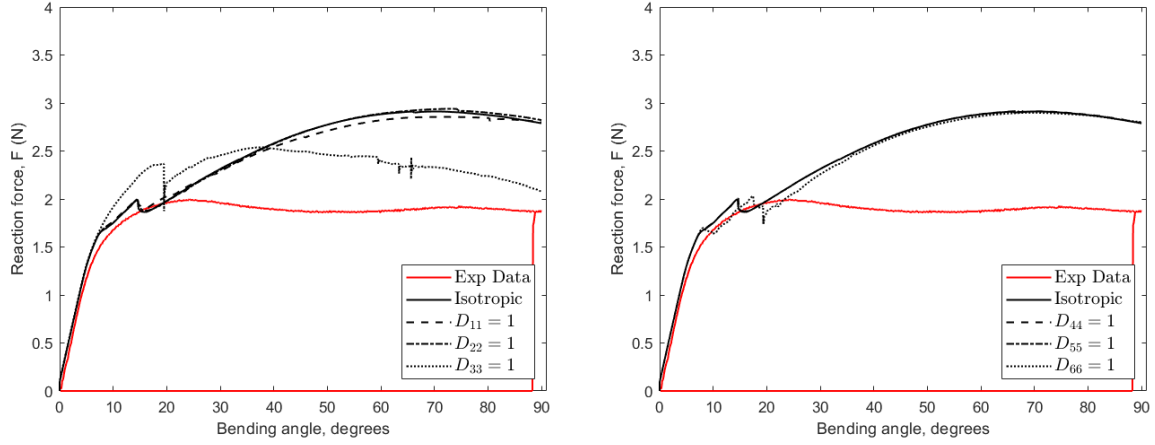 4
3.5
3
2.5
2
1.5
1
0.5
0
Reaction force, F (N)
0 10 20 30 40 50 60 70 80 90
Bending angle, degrees
Exp Data
Isotropic
D₁₁ = 1
D₂₂ = 1
D₃₃ = 1
4
3.5
3
2.5
2
1.5
1
0.5
0
Reaction force, F (N)
0 10 20 30 40 50 60 70 80 90
Bending angle, degrees
Exp Data
Isotropic
D₄₄ = 1
D₅₅ = 1
D₆₆ = 1